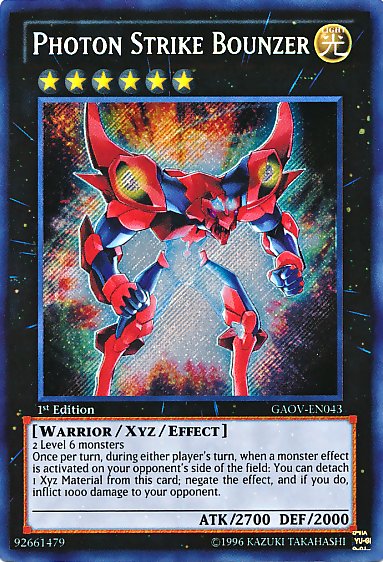 PHOTON STRIKE BOUNZER
LIGHT
光
1st Edition
GAOV-EN043
[WARRIOR / XYZ / EFFECT]
2 Level 6 monsters
Once per turn, during either player's turn, when a monster effect
is activated on your opponent's side of the field: You can detach
1 Xyz Material from this card; negate the effect, and if you do,
inflict 1000 damage to your opponent.
ATK/2700 DEF/2000
92661479
©1996 KAZUKI TAKAHASHI